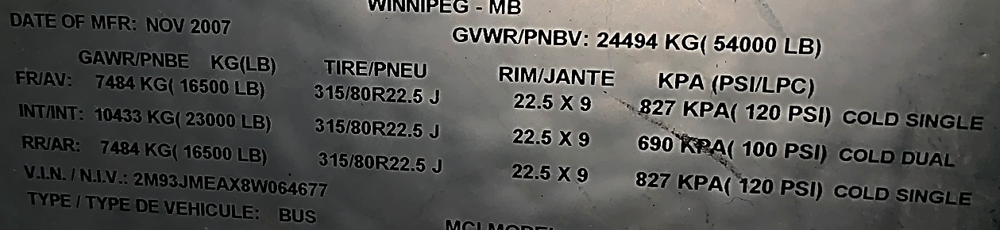 WINNIPEG - MB
DATE OF MFR: NOV 2007
GVWR/PNBV: 24494 KG( 54000 LB)
GAWR/PNBE KG(LB) TIRE/PNEU RIM/JANTE KPA (PSI/LPC)
FR/AV: 7484 KG( 16500 LB) 315/80R22.5 J 22.5 X 9 827 KPA( 120 PSI) COLD SINGLE
INT/INT: 10433 KG( 23000 LB) 315/80R22.5 J 22.5 X 9 690 KPA( 100 PSI) COLD DUAL
RR/AR: 7484 KG( 16500 LB) 315/80R22.5 J 22.5 X 9 827 KPA( 120 PSI) COLD SINGLE
V.I.N. / N.I.V.: 2M93JMEAX8W064677
TYPE / TYPE DE VEHICULE: BUS
MCI MODEL